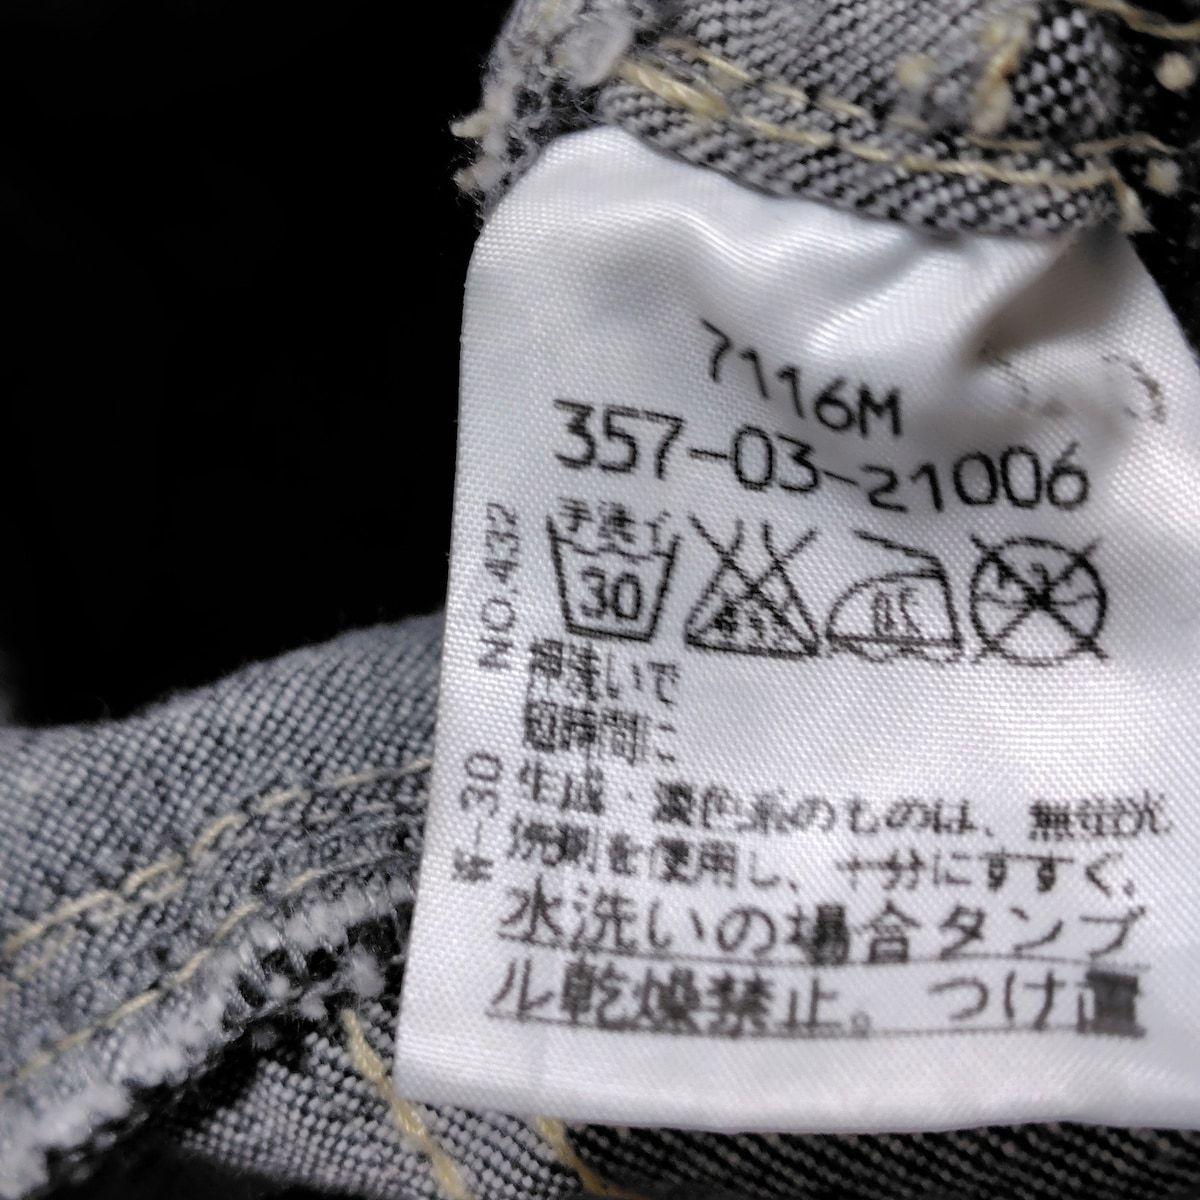 7116M
357-03-21006
手洗イ
30
押洗いで
短時間に
生成・濃色系のものは、無蛍光
洗剤を使用し、十分にすすぐ。
水洗いの場合タンブ
ル乾燥禁止。つけ置
NO.432